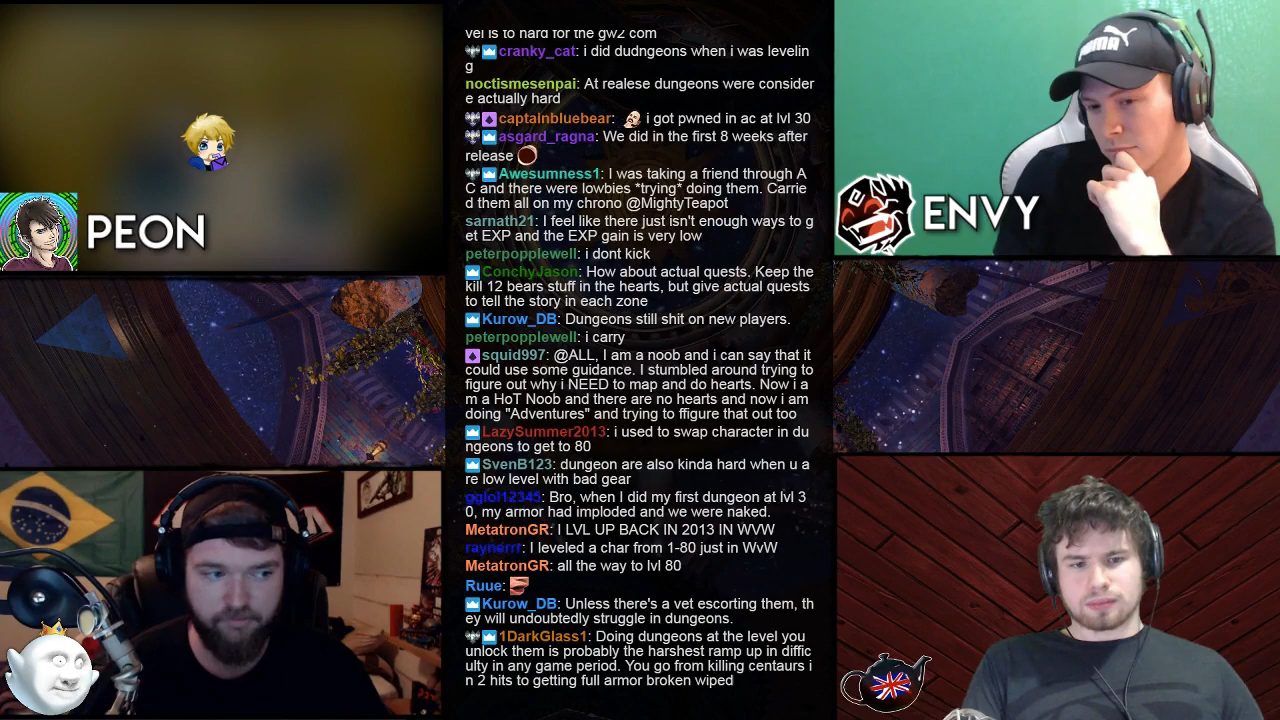 vel is to hard for the gw2 com
cranky_cat: i did dudngeons when i was levelin
g
noctismesenpai: At realese dungeons were consider
e actually hard
captainbluebear: i got pwned in ac at lvl 30
asgard_ragna: We did in the first 8 weeks after
release
Awesumness1: I was taking a friend through A
C and there were lowbies *trying* doing them. Carrie
d them all on my chrono @MightyTeapot
sarnath21: I feel like there just isn't enough ways to g
et EXP and the EXP gain is very low
peterpopplewell: i dont kick
ConchyJason: How about actual quests. Keep the
kill 12 bears stuff in the hearts, but give actual quests
to tell the story in each zone
Kurow_DB: Dungeons still shit on new players.
peterpopplewell: i carry
squid997: @ALL, I am a noob and i can say that it
could use some guidance. I stumbled around trying to
figure out why i NEED to map and do hearts. Now i a
m a HoT Noob and there are no hearts and now i am
doing "Adventures" and trying to ffigure that out too
LazySummer2013: i used to swap character in du
ngeons to get to 80
SvenB123: dungeon are also kinda hard when u a
re low level with bad gear
gglol12345: Bro, when I did my first dungeon at lvl 3
0, my armor had imploded and we were naked.
MetatronGR: I LVL UP BACK IN 2013 IN WVW
raynerrr: I leveled a char from 1-80 just in WvW
MetatronGR: all the way to lvl 80
Ruue:
Kurow_DB: Unless there's a vet escorting them, th
ey will undoubtedly struggle in dungeons.
1DarkGlass1: Doing dungeons at the level you
unlock them is probably the harshest ramp up in diffic
ulty in any game period. You go from killing centaurs i
n 2 hits to getting full armor broken wiped
PEON
ENVY
PUMA